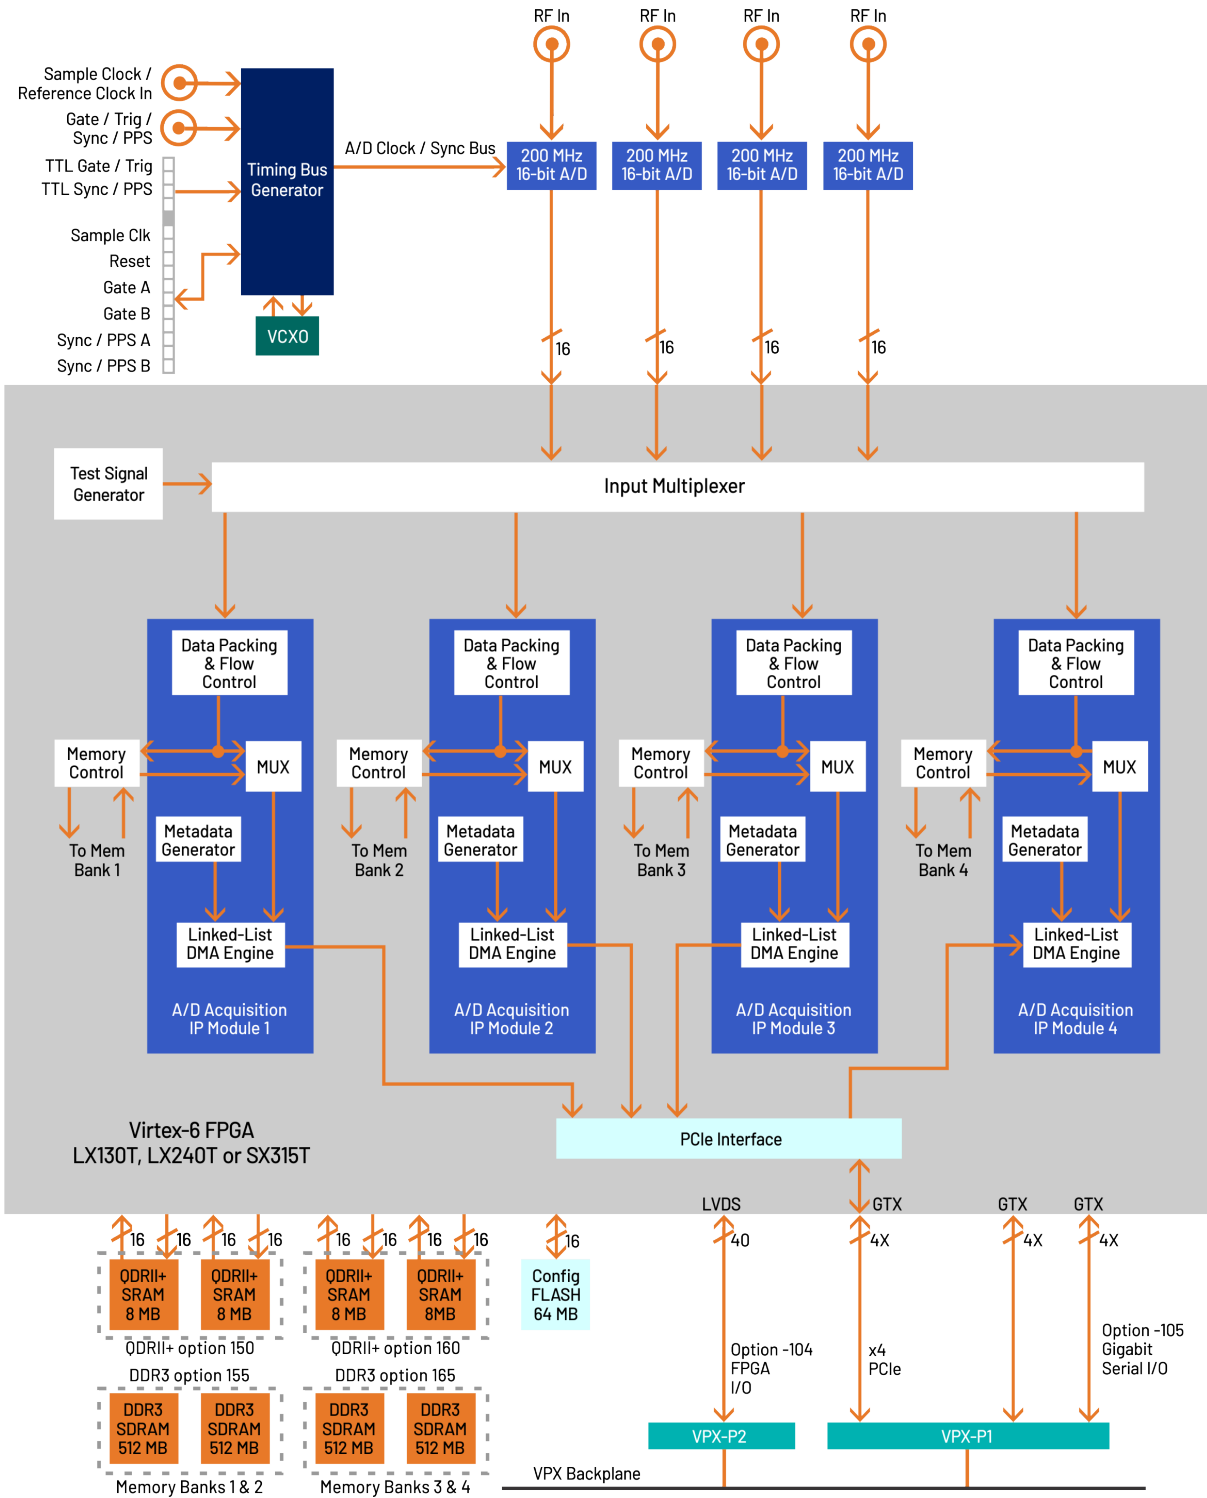 RF In
RF In
RF In
RF In
Sample Clock /
Reference Clock In
Gate / Trig /
Sync / PPS
TTL Gate / Trig
TTL Sync / PPS
Sample Clk
Reset
Gate A
Gate B
Sync / PPS A
Sync / PPS B
Timing Bus
Generator
VCXO
A/D Clock / Sync Bus
200 MHz
16-bit A/D
200 MHz
16-bit A/D
200 MHz
16-bit A/D
200 MHz
16-bit A/D
16
16
16
16
Test Signal
Generator
Input Multiplexer
Data Packing
& Flow
Control
Memory
Control
MUX
To Mem
Bank 1
Metadata
Generator
Linked-List
DMA Engine
A/D Acquisition
IP Module 1
Data Packing
& Flow
Control
Memory
Control
MUX
To Mem
Bank 2
Metadata
Generator
Linked-List
DMA Engine
A/D Acquisition
IP Module 2
Data Packing
& Flow
Control
Memory
Control
MUX
To Mem
Bank 3
Metadata
Generator
Linked-List
DMA Engine
A/D Acquisition
IP Module 3
Data Packing
& Flow
Control
Memory
Control
MUX
To Mem
Bank 4
Metadata
Generator
Linked-List
DMA Engine
A/D Acquisition
IP Module 4
Virtex-6 FPGA
LX130T, LX240T or SX315T
PCIe Interface
LVDS
GTX
GTX
GTX
16
16
16
16
16
16
16
16
16
40
4X
4X
4X
QDRII+
SRAM
8 MB
QDRII+
SRAM
8 MB
QDRII+
SRAM
8 MB
QDRII+
SRAM
8MB
Config
FLASH
64 MB
QDRII+ option 150
QDRII+ option 160
DDR3 option 155
DDR3 option 165
DDR3
SDRAM
512 MB
DDR3
SDRAM
512 MB
DDR3
SDRAM
512 MB
DDR3
SDRAM
512 MB
Memory Banks 1 & 2
Memory Banks 3 & 4
Option -104
FPGA
I/O
x4
PCIe
Option -105
Gigabit
Serial I/O
VPX-P2
VPX-P1
VPX Backplane